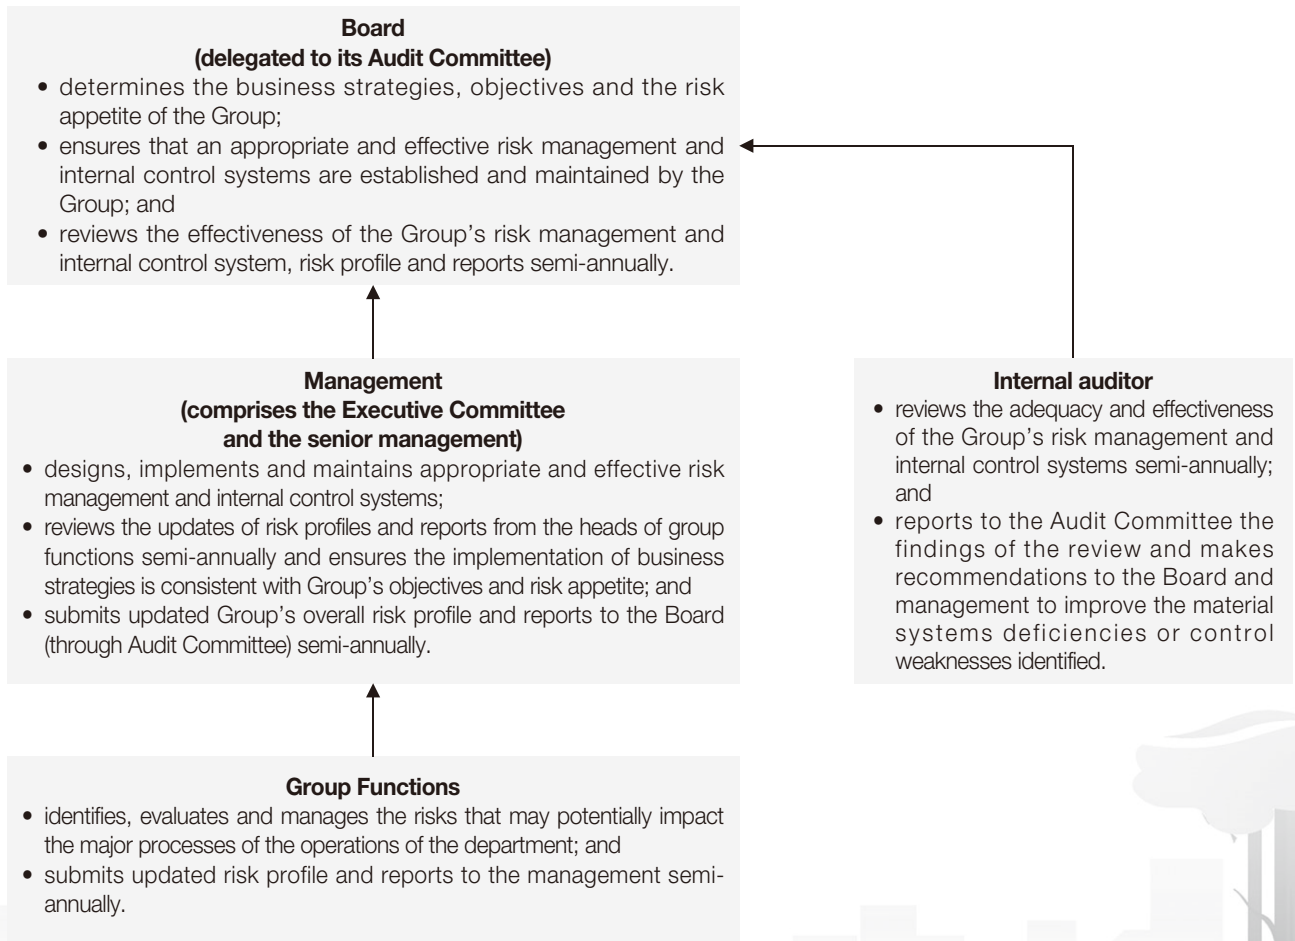 Board
(delegated to its Audit Committee)
• determines the business strategies, objectives and the risk
appetite of the Group;
• ensures that an appropriate and effective risk management and
internal control systems are established and maintained by the
Group; and
• reviews the effectiveness of the Group’s risk management and
internal control system, risk profile and reports semi-annually.
Management
(comprises the Executive Committee
and the senior management)
• designs, implements and maintains appropriate and effective risk
management and internal control systems;
• reviews the updates of risk profiles and reports from the heads of group
functions semi-annually and ensures the implementation of business
strategies is consistent with Group’s objectives and risk appetite; and
• submits updated Group’s overall risk profile and reports to the Board
(through Audit Committee) semi-annually.
Internal auditor
• reviews the adequacy and effectiveness
of the Group’s risk management and
internal control systems semi-annually;
and
• reports to the Audit Committee the
findings of the review and makes
recommendations to the Board and
management to improve the material
systems deficiencies or control
weaknesses identified.
Group Functions
• identifies, evaluates and manages the risks that may potentially impact
the major processes of the operations of the department; and
• submits updated risk profile and reports to the management semi-
annually.